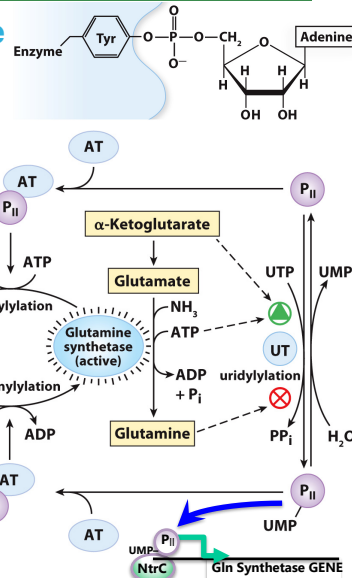 e
Enzyme
Tyr
O
O
P
O
CH2
O−
O
Adenine
H
H
H
H
OH
OH
AT
AT
PII
PII
α-Ketoglutarate
ATP
UTP
UMP
Glutamate
ylylation
NH3
ATP
Glutamine
synthetase
(active)
UT
uridylylation
ADP
+ Pi
nylylation
Glutamine
ADP
PPi
H2O
AT
PII
UMP
AT
PII
UMP
NtrC
Gln Synthetase GENE